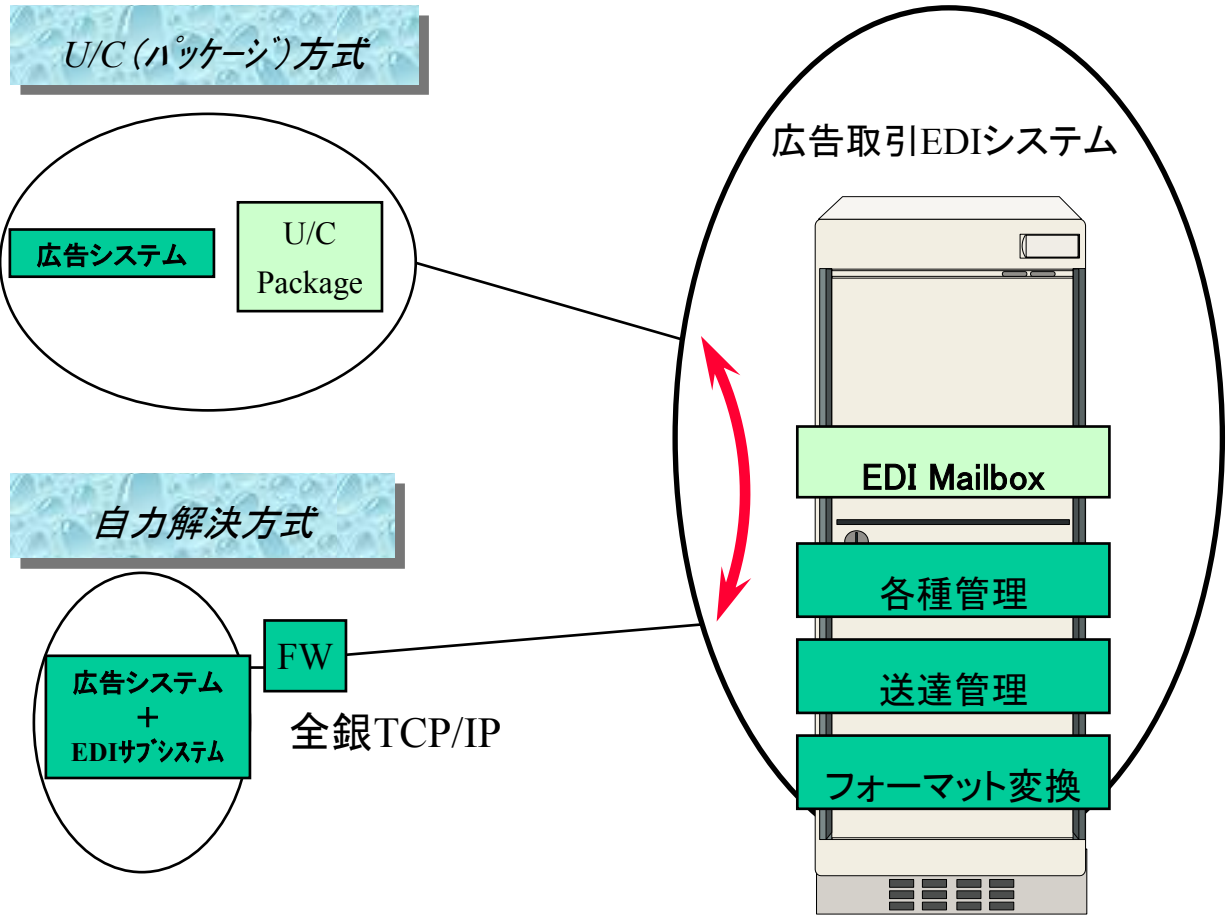 U/C(ﾊﾟｯｹｰｼﾞ)方式
広告システム
U/C
Package
自力解決方式
広告システム
＋
EDIｻﾌﾞｼｽﾃﾑ
FW
全銀TCP/IP
広告取引EDIシステム
EDI Mailbox
各種管理
送達管理
フォーマット変換